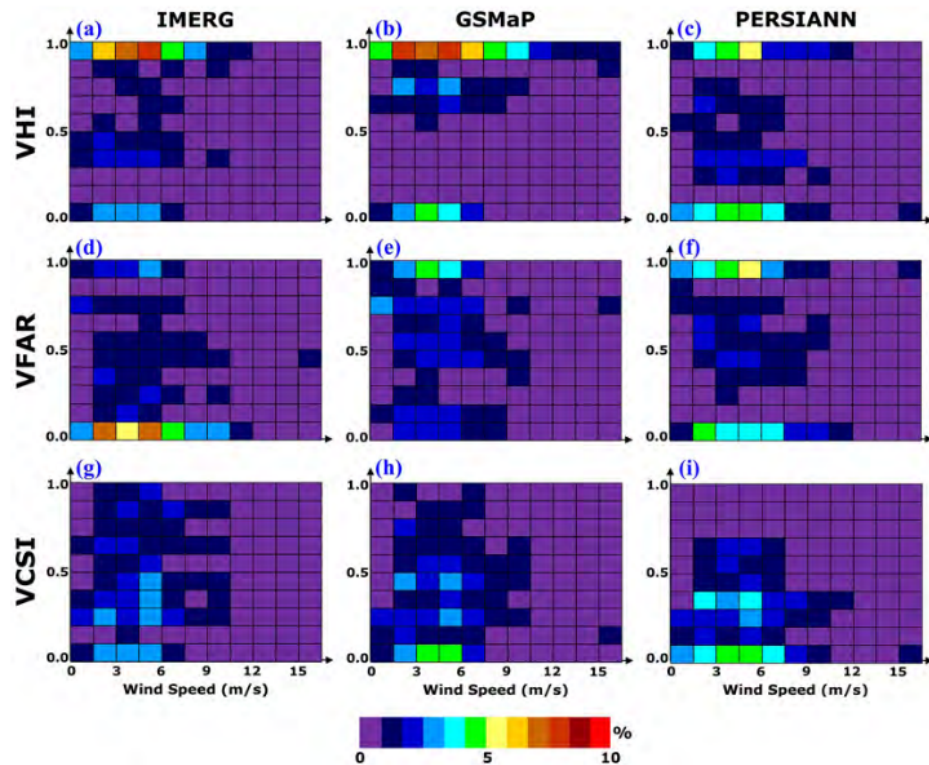 IMERG GSMaP PERSIANN
(a) (b) (c)
VHI
1.0 1.0 1.0
0.5 0.5 0.5
0.0 0.0 0.0
(d) (e) (f)
VFAR
1.0 1.0 1.0
0.5 0.5 0.5
0.0 0.0 0.0
(g) (h) (i)
VCSI
1.0 1.0 1.0
0.5 0.5 0.5
0.0 0.0 0.0
0 3 6 9 12 15 0 3 6 9 12 15 0 3 6 9 12 15
Wind Speed (m/s) Wind Speed (m/s) Wind Speed (m/s)
%
0 5 10